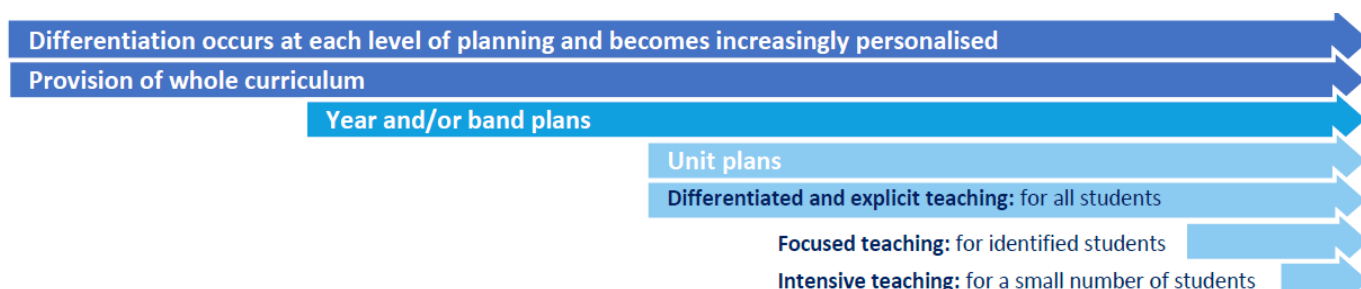 Differentiation occurs at each level of planning and becomes increasingly personalised
Provision of whole curriculum
Year and/or band plans
Unit plans
Differentiated and explicit teaching: for all students
Focused teaching: for identified students
Intensive teaching: for a small number of students